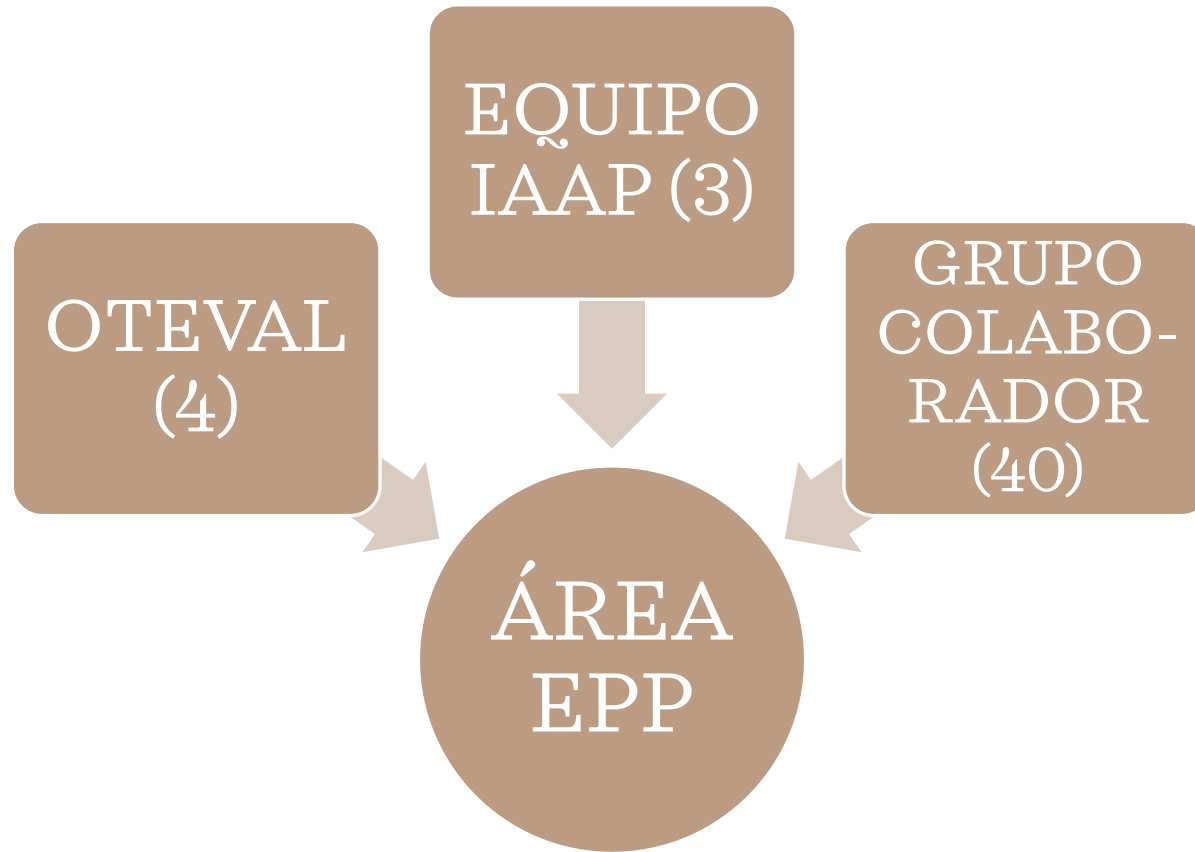 EQUIPO
IAAP (3)
OTEVAL
(4)
GRUPO
COLABO-
RADOR
(40)
ÁREA
EPP